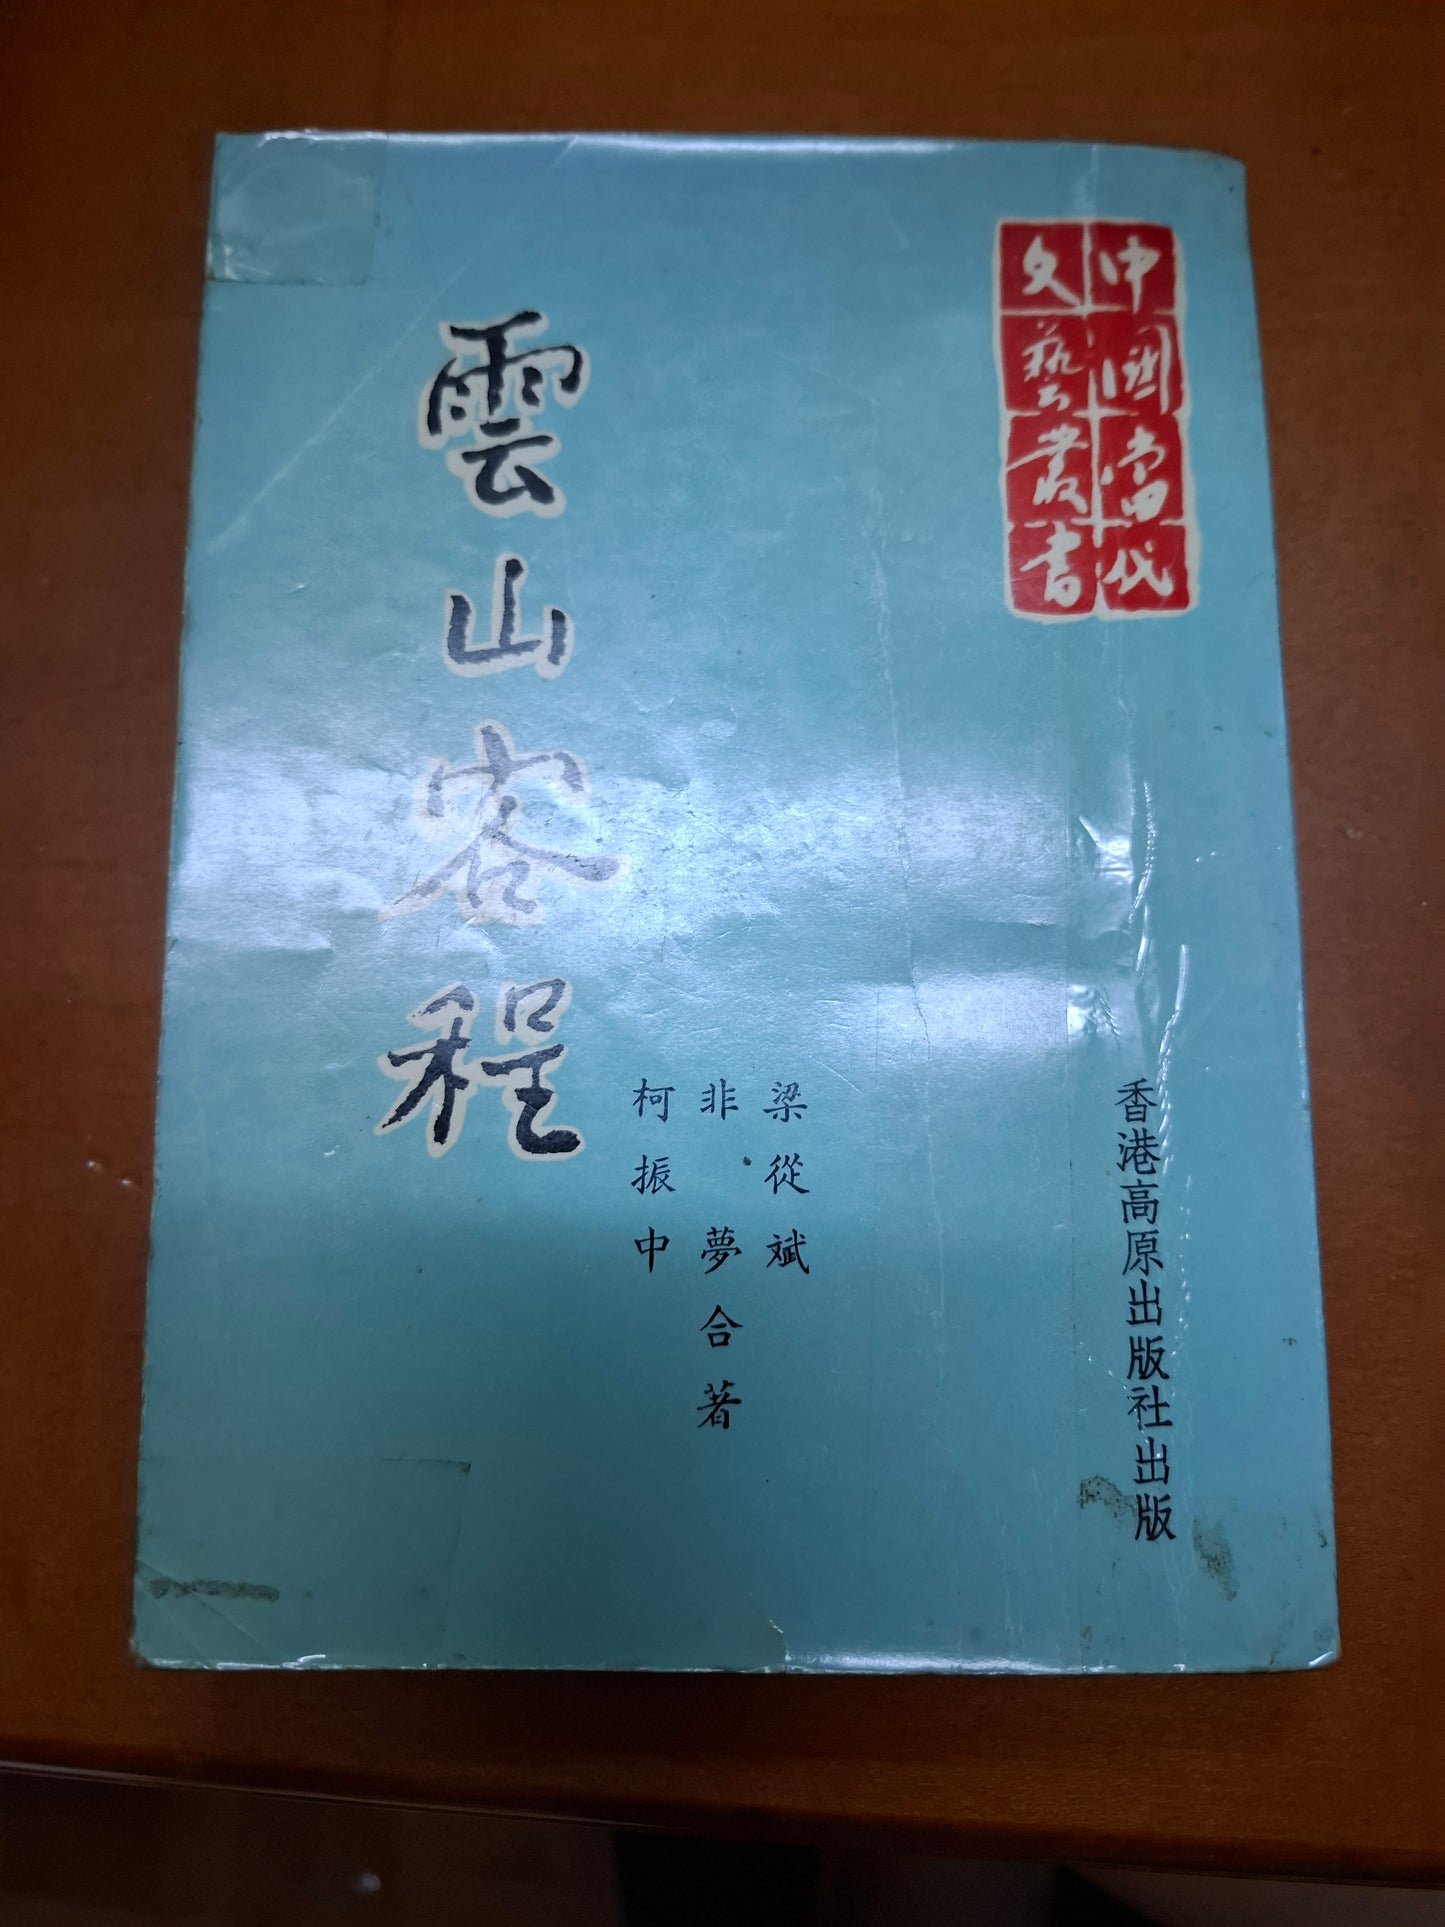 中國當代
文藝叢書
香港高原出版社出版
梁從斌
非夢合著
柯振中
雲山客程